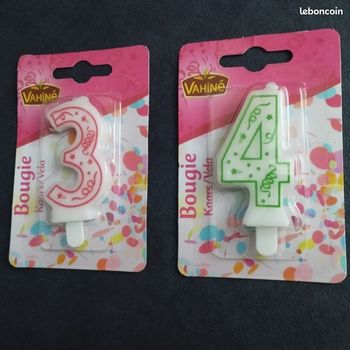 leboncoin
VAHINÉ
Bougie
Kaars/Vela
3
VAHINÉ
Bougie
Kaars/Vela
4